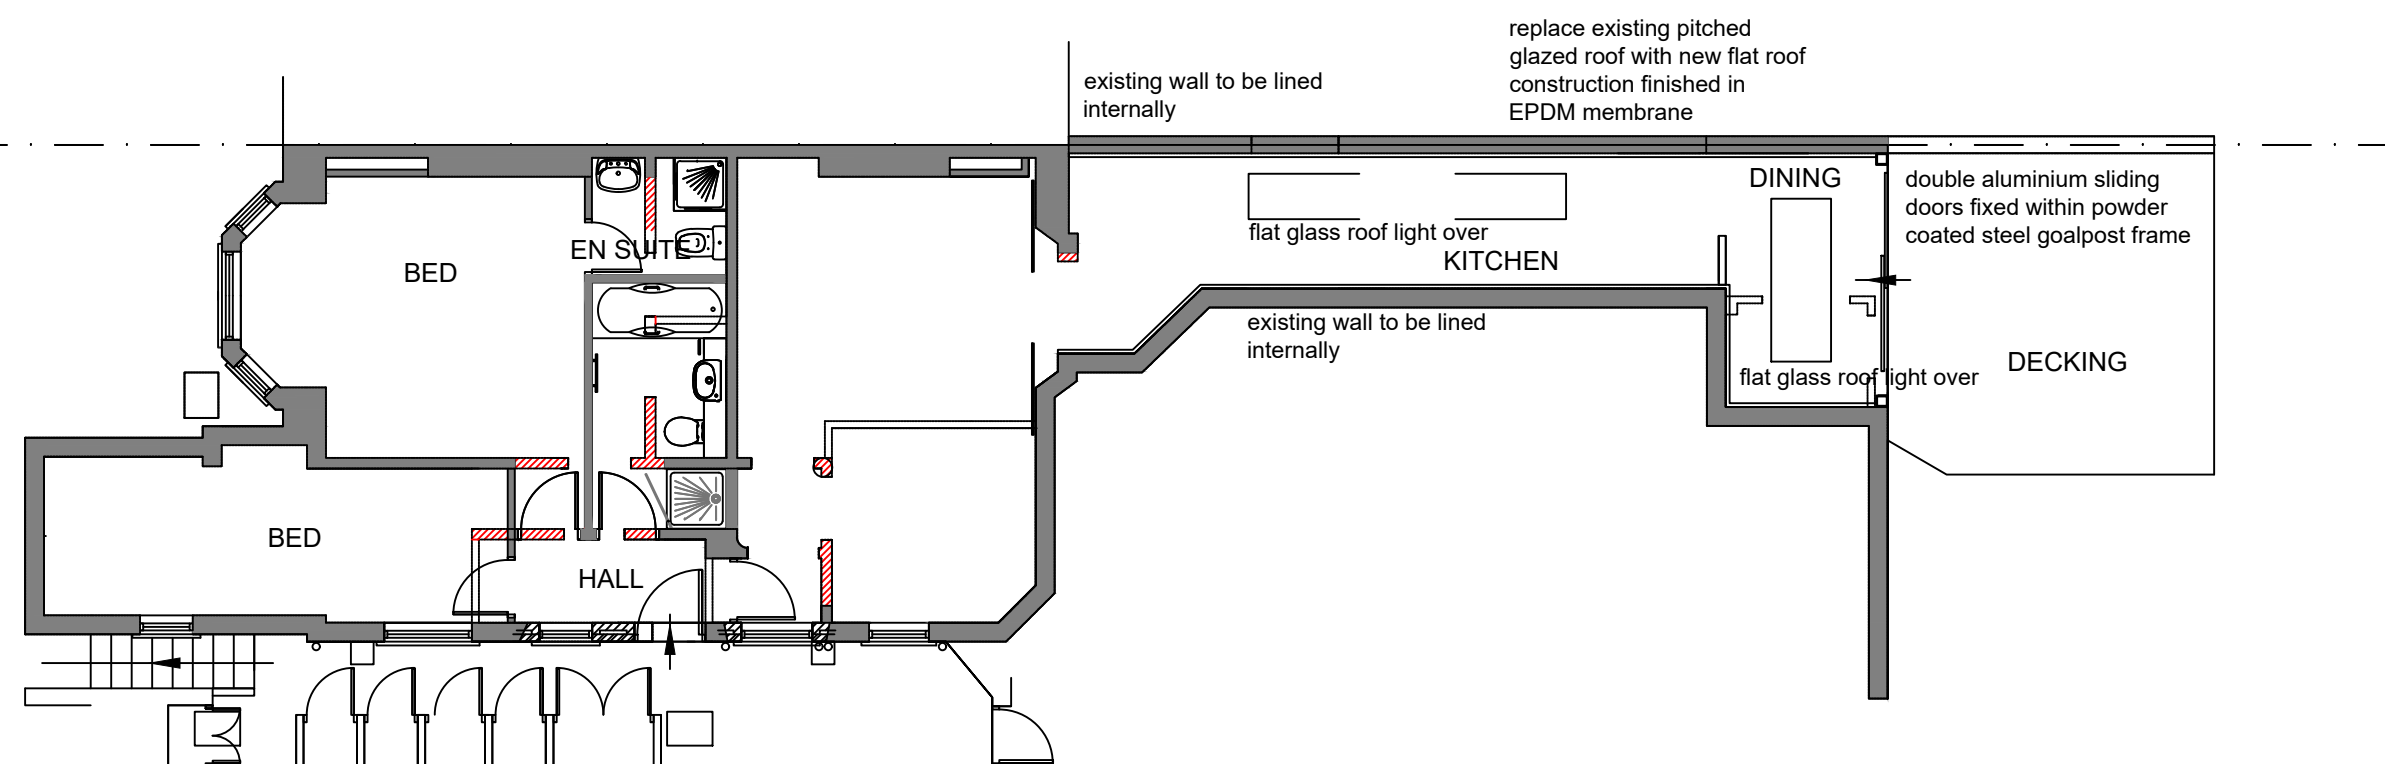 replace existing pitched
glazed roof with new flat roof
construction finished in
EPDM membrane
existing wall to be lined
internally
DINING
double aluminium sliding
doors fixed within powder
coated steel goalpost frame
flat glass roof light over
EN SUITE
KITCHEN
BED
existing wall to be lined
internally
DECKING
flat glass roof light over
BED
HALL